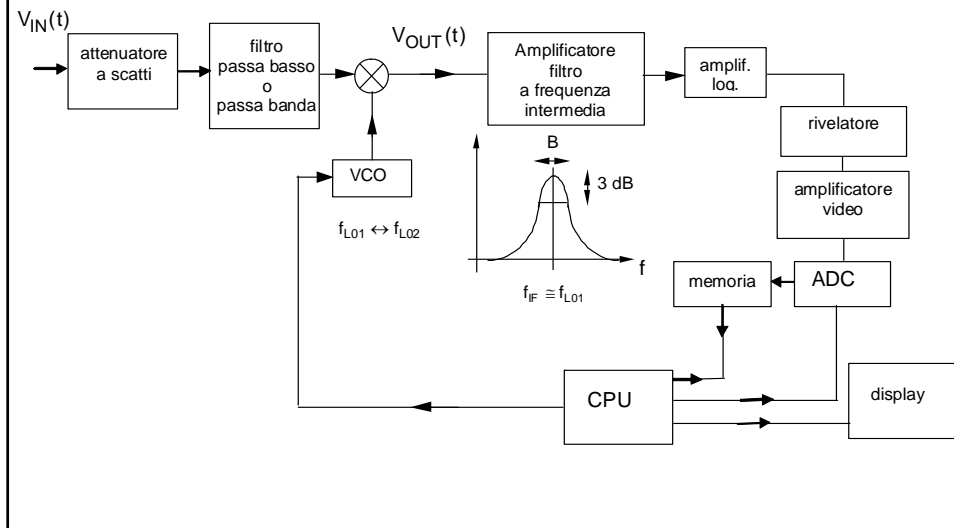 V_IN(t)
attenuatore
a scatti
filtro
passa basso
o
passa banda
V_OUT(t)
Amplificatore
filtro
a frequenza
intermedia
amplif.
log.
rivelatore
amplificatore
video
VCO
f_L01 ↔ f_L02
B
3 dB
f
f_IF ≅ f_L01
memoria
ADC
CPU
display